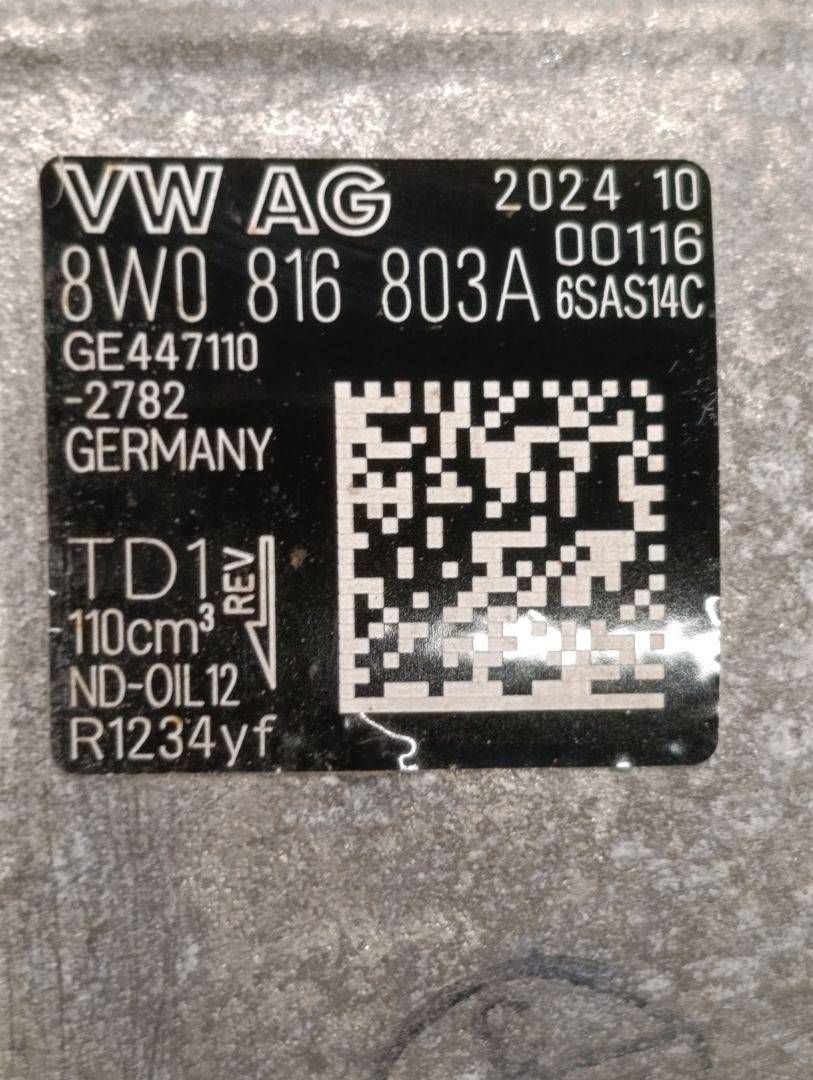 VW AG 2024 10
00116
8W0 816 803A 6SAS14C
GE447110
-2782
GERMANY
TD1
REV
110cm³
ND-OIL12
R1234yf